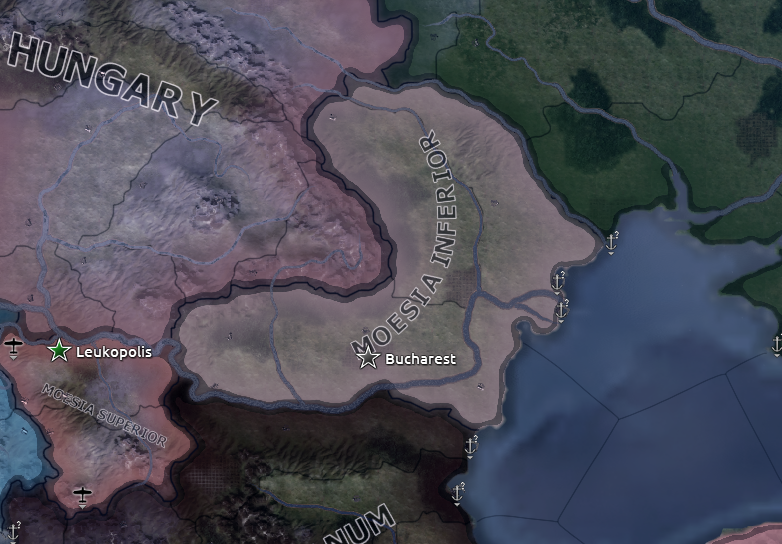 HUNGARY
MOESIA INFERIOR
Leukopolis
Bucharest
MOESIA SUPERIOR
NUM